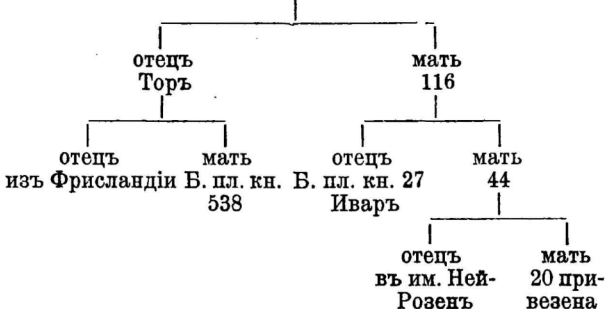 отецъ мать
Торъ 116
отецъ мать отецъ мать
изъ Фрисландіи Б. пл. кн. Б. пл. кн. 27 44
538 Иваръ
отецъ мать
въ им. Ней- 20 при-
Розенъ везена